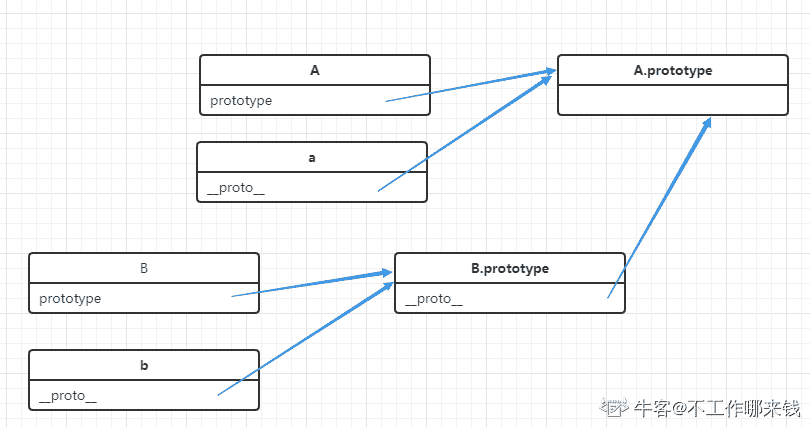 A
prototype
A.prototype
a
__proto__
B
prototype
B.prototype
__proto__
b
__proto__
牛客@不工作哪来钱